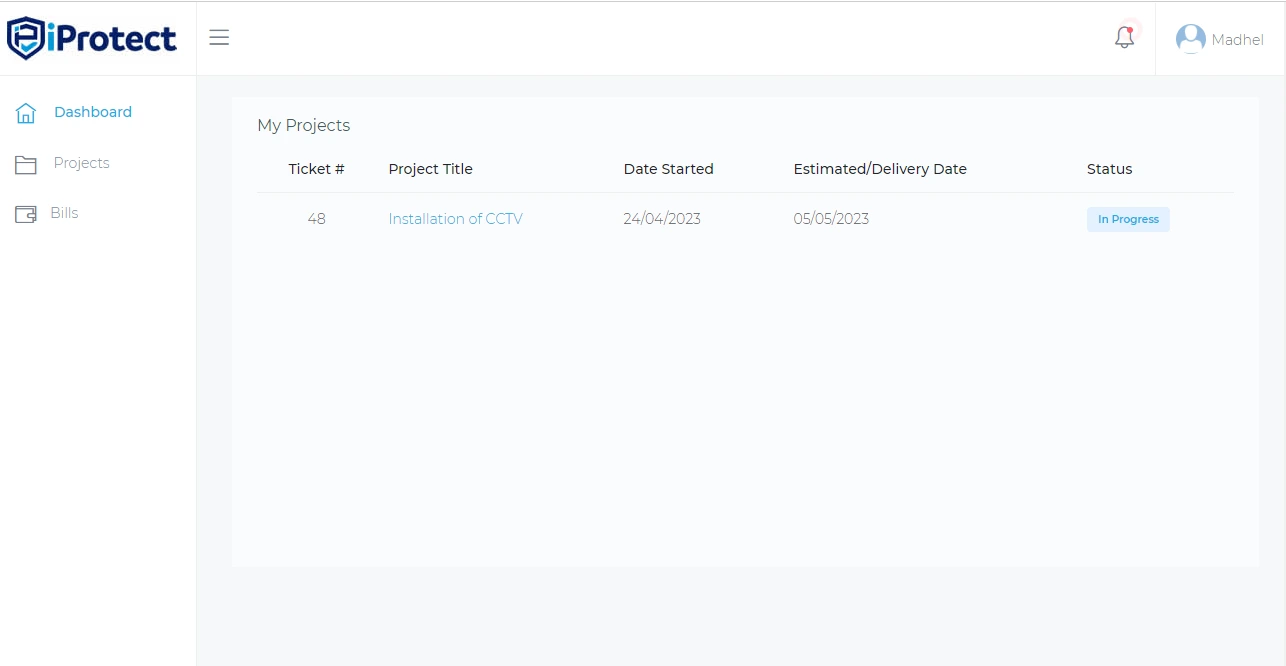 iProtect
Madhel
Dashboard
Projects
Bills
My Projects
Ticket # Project Title Date Started Estimated/Delivery Date Status
48 Installation of CCTV 24/04/2023 05/05/2023 In Progress